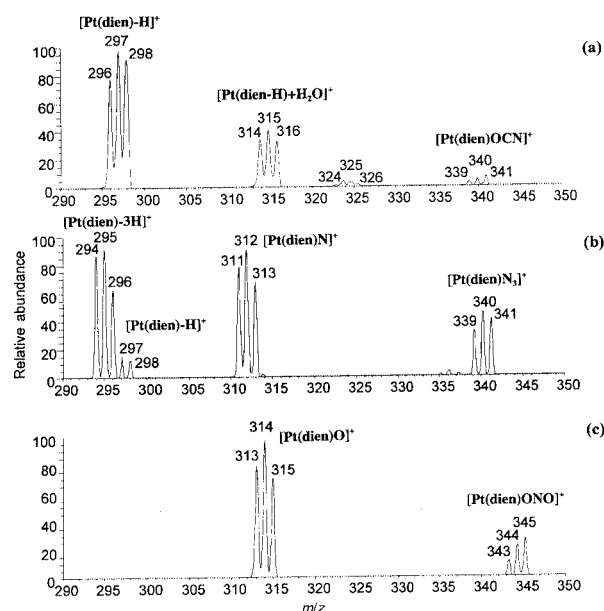 [Pt(dien)-H]⁺
(a)
297
296
298
[Pt(dien-H)+H₂O]⁺
315
314
316
[Pt(dien)OCN]⁺
325
324
326
340
339
341
100
80
60
40
20
0
290 295 300 305 310 315 320 325 330 335 340 345 350
[Pt(dien)-3H]⁺
(b)
295
294
296
[Pt(dien)-H]⁺
297
298
312
[Pt(dien)N]⁺
311
313
[Pt(dien)N₃]⁺
340
339
341
Relative abundance
100
80
60
40
20
0
290 295 300 305 310 315 320 325 330 335 340 345 350
(c)
314
[Pt(dien)O]⁺
313
315
[Pt(dien)ONO]⁺
345
344
343
100
80
60
40
20
0
290 295 300 305 310 315 320 325 330 335 340 345 350
m/z